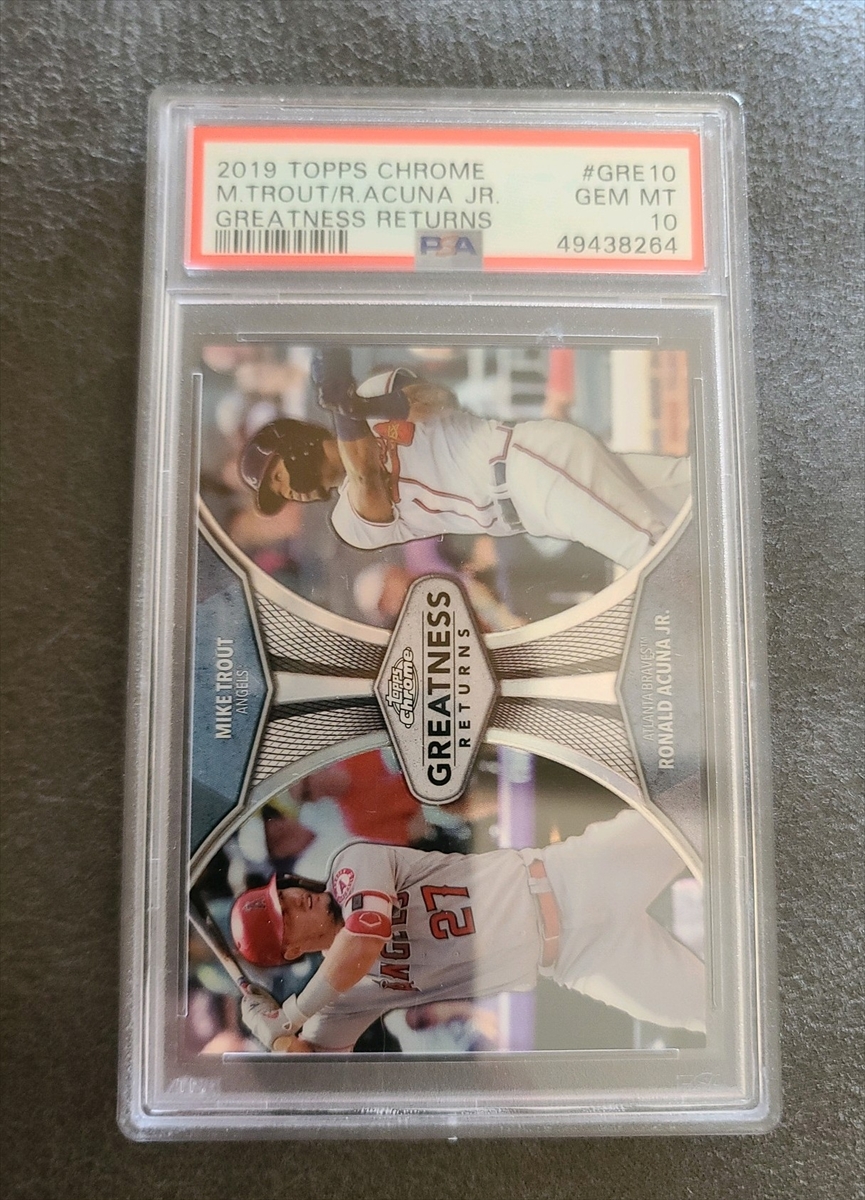 2019 TOPPS CHROME #GRE10
M.TROUT/R.ACUNA JR. GEM MT
GREATNESS RETURNS 10
PSA 49438264
MIKE TROUT
ANGELS
topps
chrome
GREATNESS
RETURNS
ATLANTA BRAVES™
RONALD ACUNA JR.
ANGELS
27